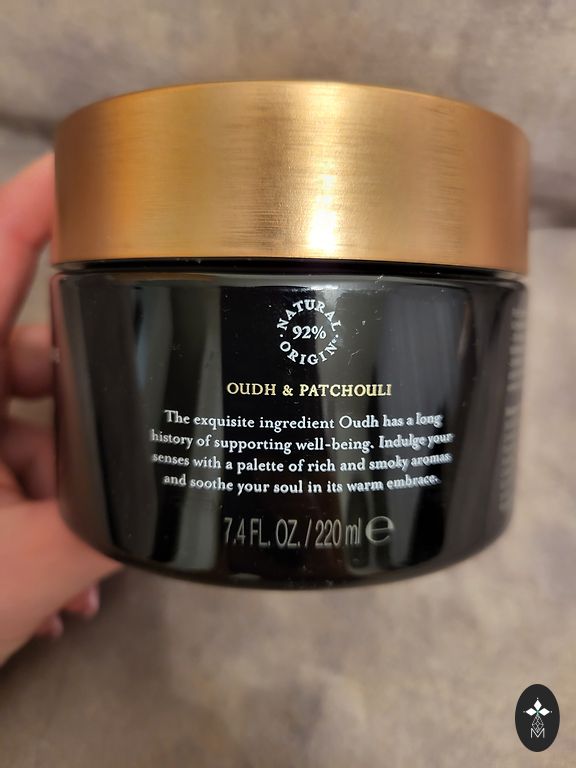 NATURAL
92%
ORIGIN*
OUDH & PATCHOULI
The exquisite ingredient Oudh has a long
history of supporting well-being. Indulge your
senses with a palette of rich and smoky aromas
and soothe your soul in its warm embrace.
7.4 FL. OZ. / 220 ml e
M